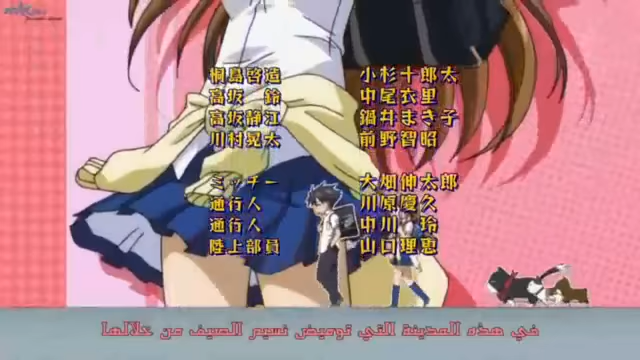 桐島啓造 小杉十郎太
高坂 鈴 中尾衣里
高坂静江 鍋井まき子
川村晃太 前野智昭
ミッチー 大畑伸太郎
通行人 川原慶久
通行人 中川 玲
陸上部員 山口理恵
في هذه المدينة التي توميض نسيم الصيف من خلالها